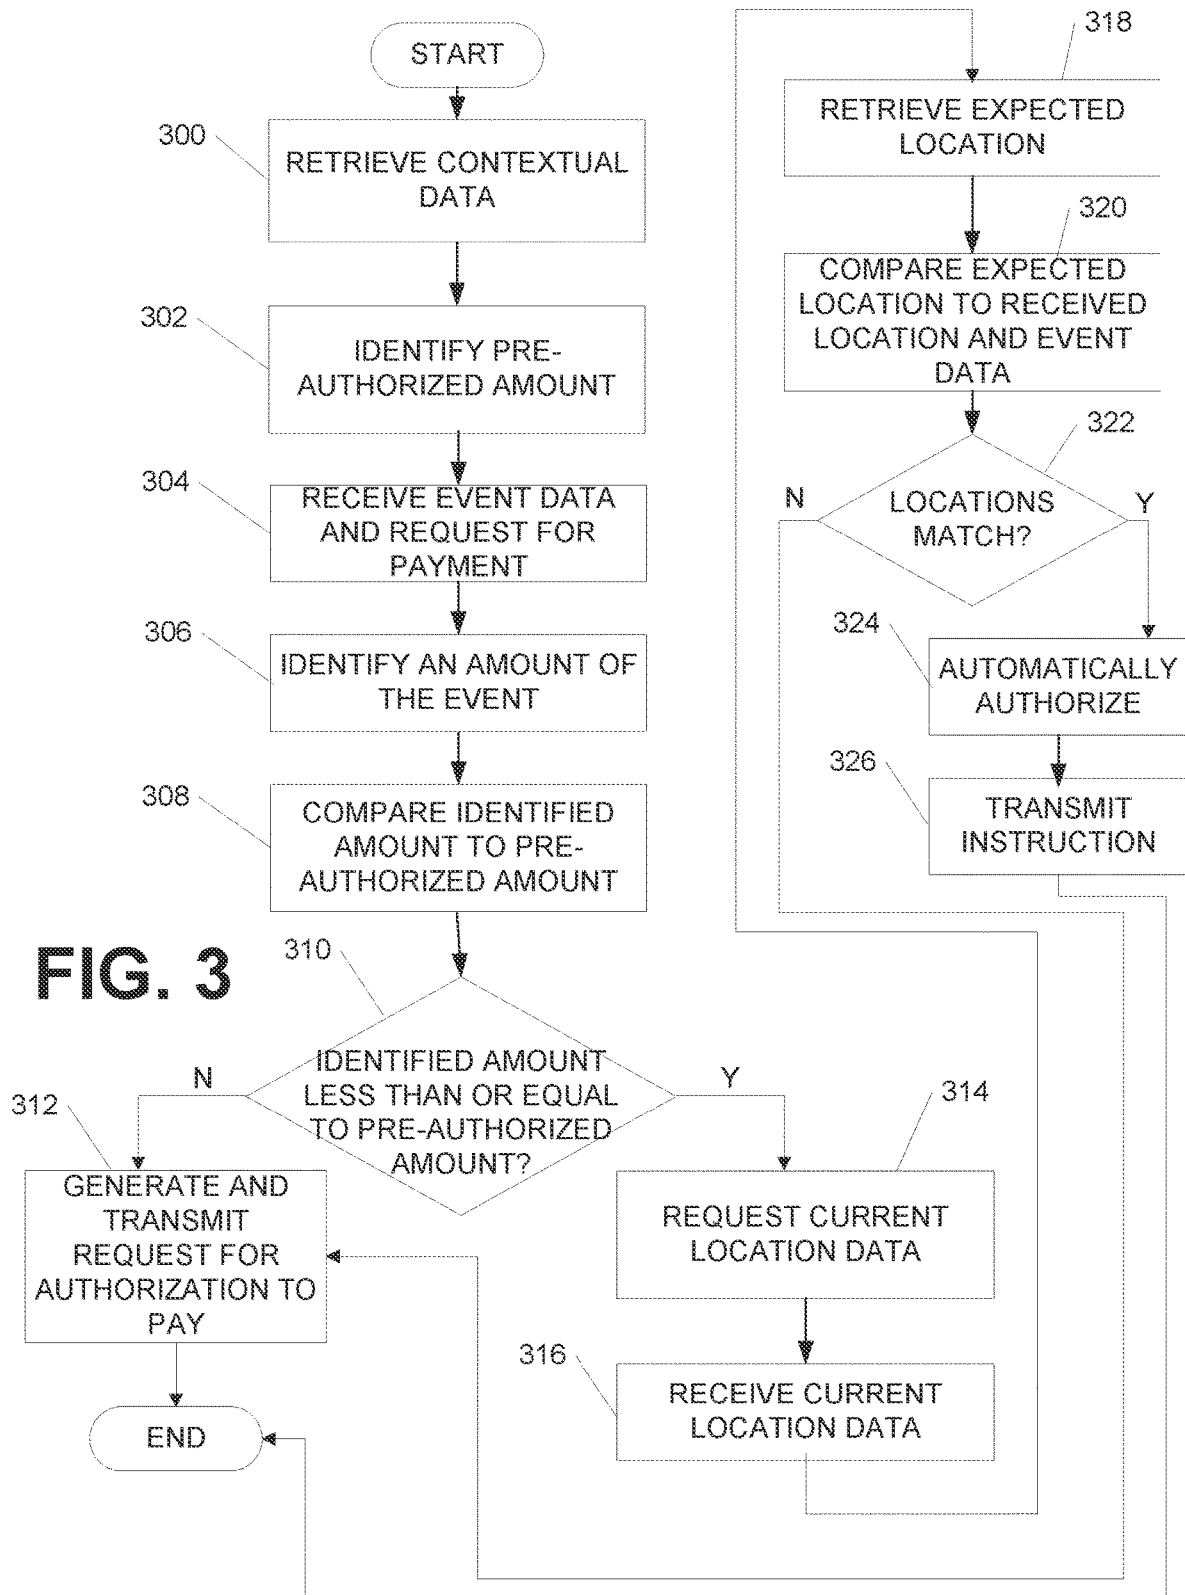 START
300
RETRIEVE CONTEXTUAL
DATA
302
IDENTIFY PRE-
AUTHORIZED AMOUNT
304
RECEIVE EVENT DATA
AND REQUEST FOR
PAYMENT
306
IDENTIFY AN AMOUNT OF
THE EVENT
308
COMPARE IDENTIFIED
AMOUNT TO PRE-
AUTHORIZED AMOUNT
FIG. 3
310
IDENTIFIED AMOUNT
LESS THAN OR EQUAL
TO PRE-AUTHORIZED
AMOUNT?
N
Y
312
GENERATE AND
TRANSMIT
REQUEST FOR
AUTHORIZATION TO
PAY
END
314
REQUEST CURRENT
LOCATION DATA
316
RECEIVE CURRENT
LOCATION DATA
318
RETRIEVE EXPECTED
LOCATION
320
COMPARE EXPECTED
LOCATION TO RECEIVED
LOCATION AND EVENT
DATA
322
N
LOCATIONS
MATCH?
Y
324
AUTOMATICALLY
AUTHORIZE
326
TRANSMIT
INSTRUCTION